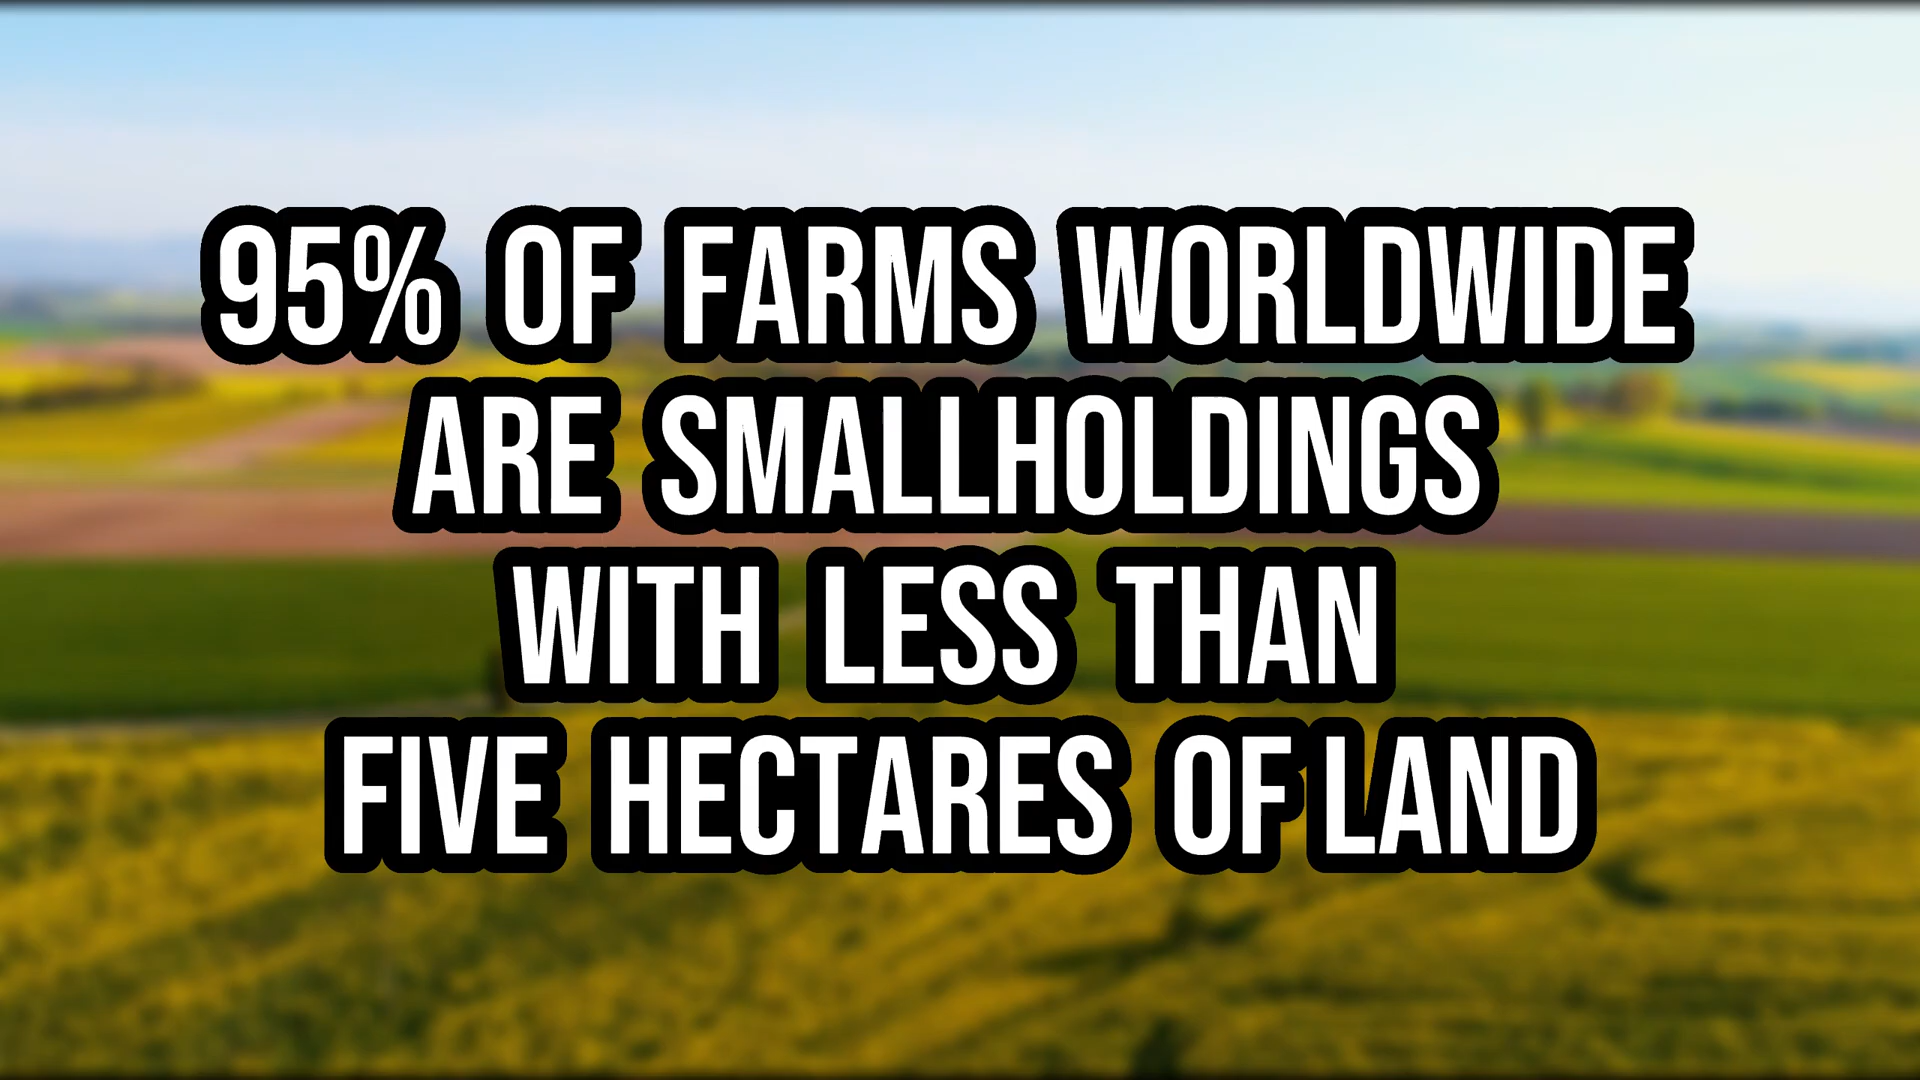 95% OF FARMS WORLDWIDE
ARE SMALLHOLDINGS
WITH LESS THAN
FIVE HECTARES OF LAND